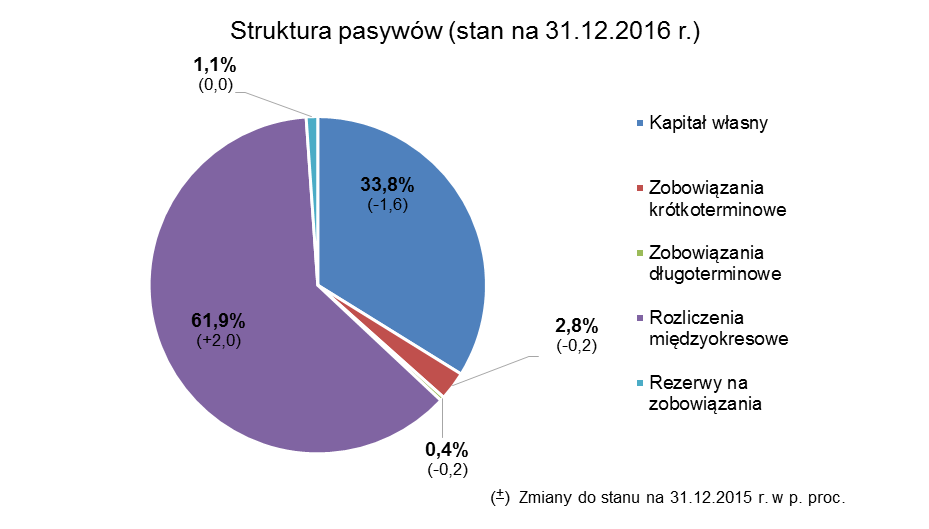 Struktura pasywów (stan na 31.12.2016 r.)
1,1%
(0,0)
33,8%
(-1,6)
61,9%
(+2,0)
2,8%
(-0,2)
0,4%
(-0,2)
Kapitał własny
Zobowiązania
krótkoterminowe
Zobowiązania
długoterminowe
Rozliczenia
międzyokresowe
Rezerwy na
zobowiązania
(±) Zmiany do stanu na 31.12.2015 r. w p. proc.